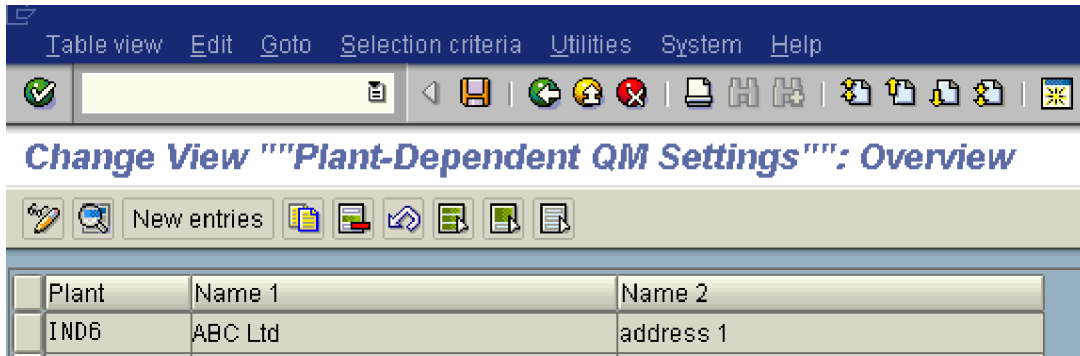 Table view Edit Goto Selection criteria Utilities System Help
Change View ""Plant-Dependent QM Settings"": Overview
New entries
Plant Name 1 Name 2
IND6 ABC Ltd address 1